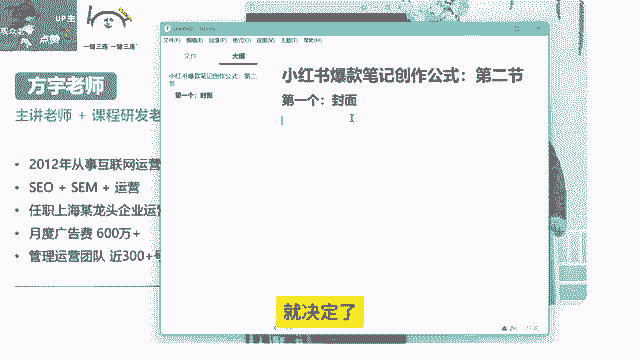 UP主
观众老爷
点赞
一键三连"一键三连"
方宇老师
主讲老师 + 课程研发老
• 2012年从事互联网运营
• SEO + SEM + 运营
• 任职上海某龙头企业运营
• 月度广告费 600万+
• 管理运营团队 近300+号
文件(F) 编辑(E) 段落(P) 格式(O) 视图(V) 主题(T) 帮助(H)
文件 大纲
小红书爆款笔记创作公式：第二节
第一个：封面
小红书爆款笔记创作公式：第二节
第一个：封面
就决定了